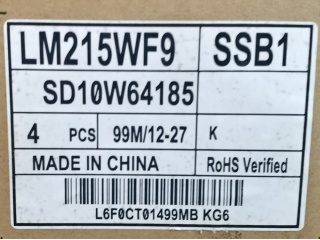 LM215WF9 SSB1
SD10W64185
4 PCS 99M/12-27 K
MADE IN CHINA RoHS Verified
L6F0CT01499MB KG6